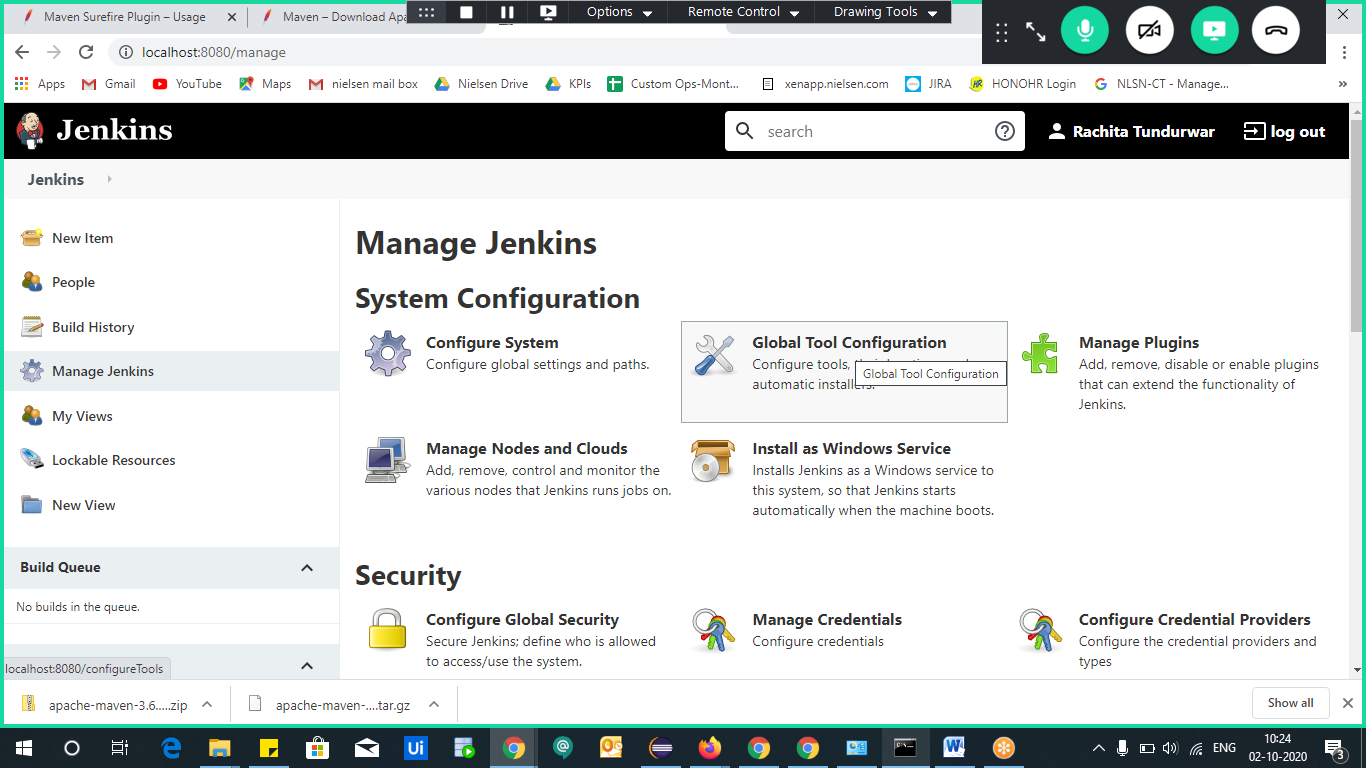 Maven Surefire Plugin – Usage
Maven – Download Apa
Options
Remote Control
Drawing Tools
localhost:8080/manage
Apps
Gmail
YouTube
Maps
nielsen mail box
Nielsen Drive
KPIs
Custom Ops-Mont...
xenapp.nielsen.com
JIRA
HONOHR Login
NLSN-CT - Manage...
»
Jenkins
search
Rachita Tundurwar
log out
Jenkins
New Item
People
Build History
Manage Jenkins
My Views
Lockable Resources
New View
Build Queue
No builds in the queue.
localhost:8080/configureTools
Manage Jenkins
System Configuration
Configure System
Configure global settings and paths.
Global Tool Configuration
Configure tools,
automatic installers.
Global Tool Configuration
Manage Plugins
Add, remove, disable or enable plugins
that can extend the functionality of
Jenkins.
Manage Nodes and Clouds
Add, remove, control and monitor the
various nodes that Jenkins runs jobs on.
Install as Windows Service
Installs Jenkins as a Windows service to
this system, so that Jenkins starts
automatically when the machine boots.
Security
Configure Global Security
Secure Jenkins; define who is allowed
to access/use the system.
Manage Credentials
Configure credentials
Configure Credential Providers
Configure the credential providers and
types
apache-maven-3.6.....zip
apache-maven-....tar.gz
Show all
Ui
ENG
10:24
02-10-2020
3